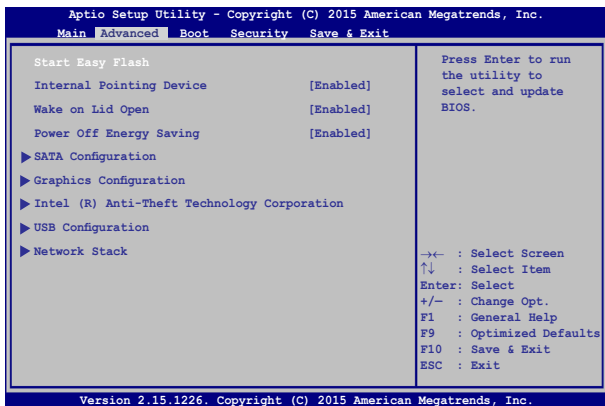 Aptio Setup Utility - Copyright (C) 2015 American Megatrends, Inc.
Main Advanced Boot Security Save & Exit
Start Easy Flash
Internal Pointing Device [Enabled]
Wake on Lid Open [Enabled]
Power Off Energy Saving [Enabled]
SATA Configuration
Graphics Configuration
Intel (R) Anti-Theft Technology Corporation
USB Configuration
Network Stack
Press Enter to run
the utility to
select and update
BIOS.
→← : Select Screen
↑↓ : Select Item
Enter: Select
+/— : Change Opt.
F1 : General Help
F9 : Optimized Defaults
F10 : Save & Exit
ESC : Exit
Version 2.15.1226. Copyright (C) 2015 American Megatrends, Inc.